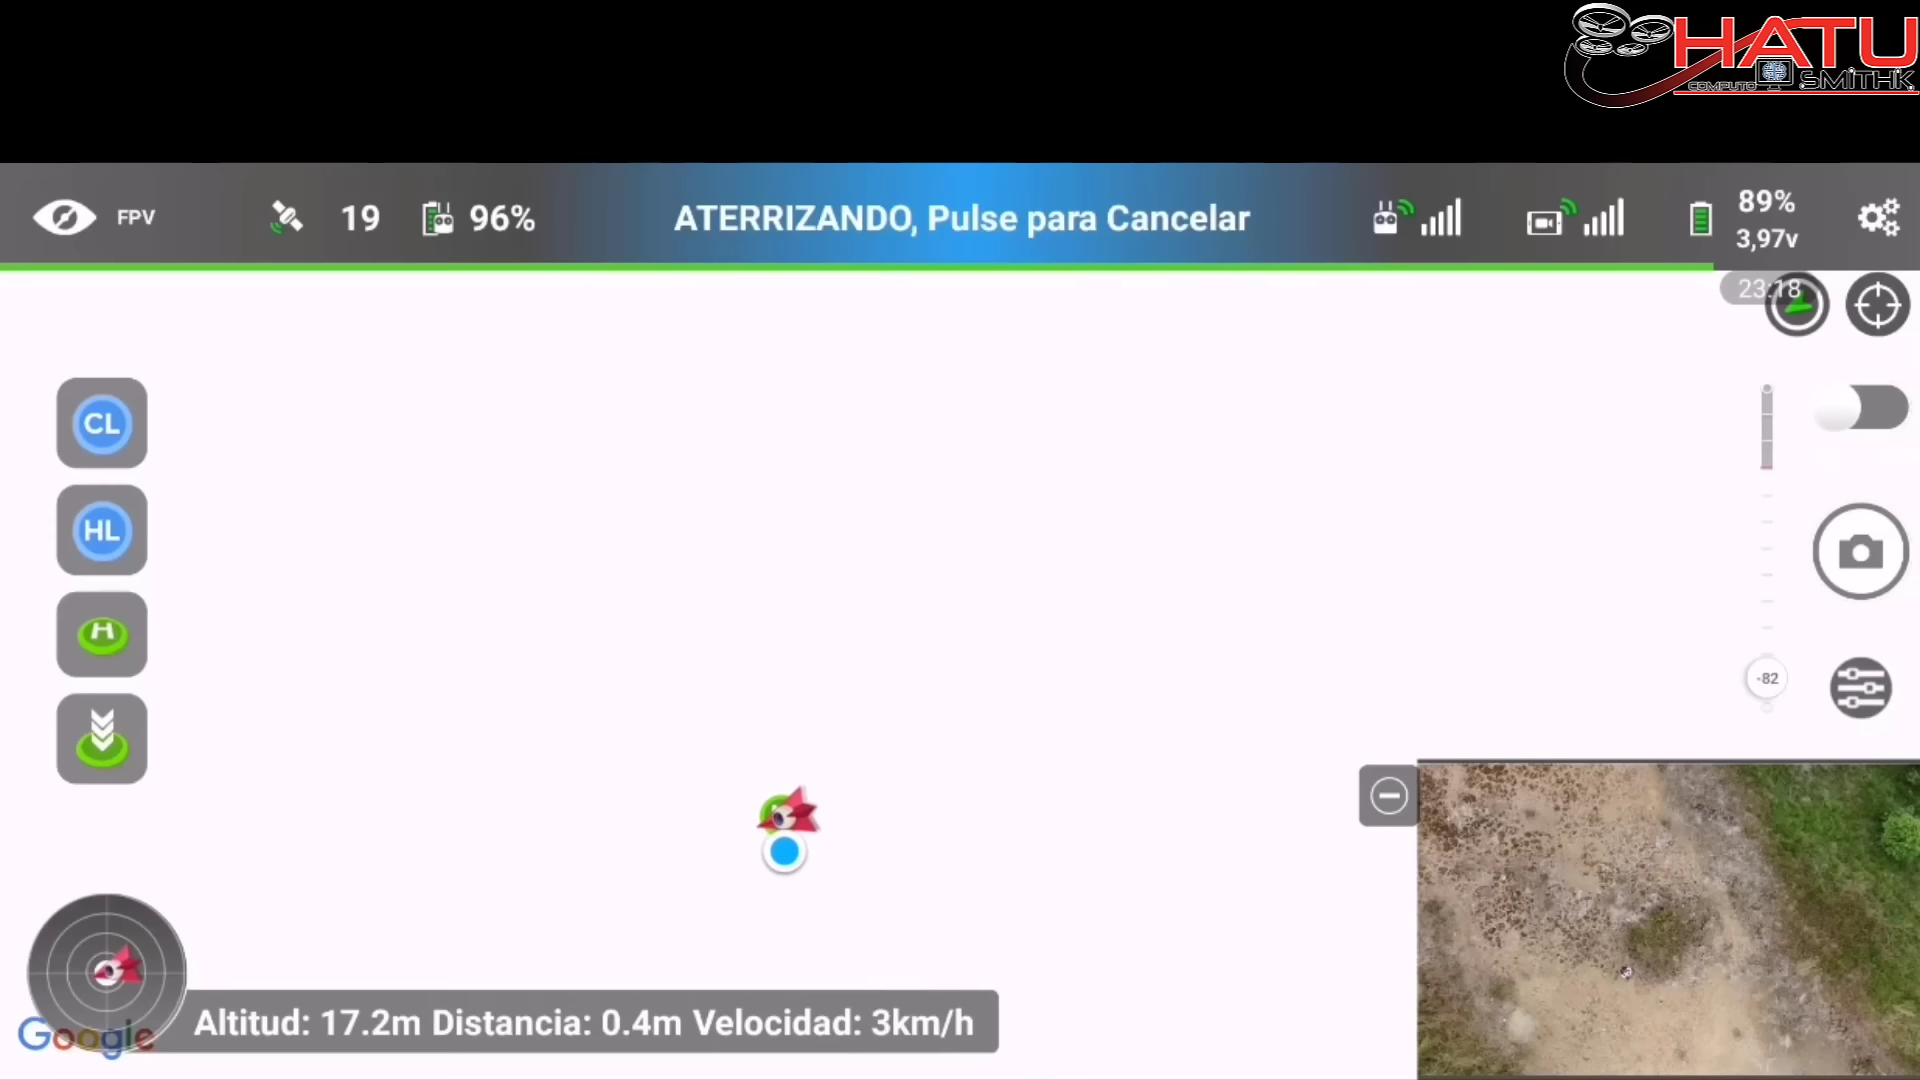 HATU
COMPUTO SMITHK
FPV
19
96%
ATERRIZANDO, Pulse para Cancelar
89%
3,97v
23:18
CL
HL
H
-82
Altitud: 17.2m Distancia: 0.4m Velocidad: 3km/h
Google